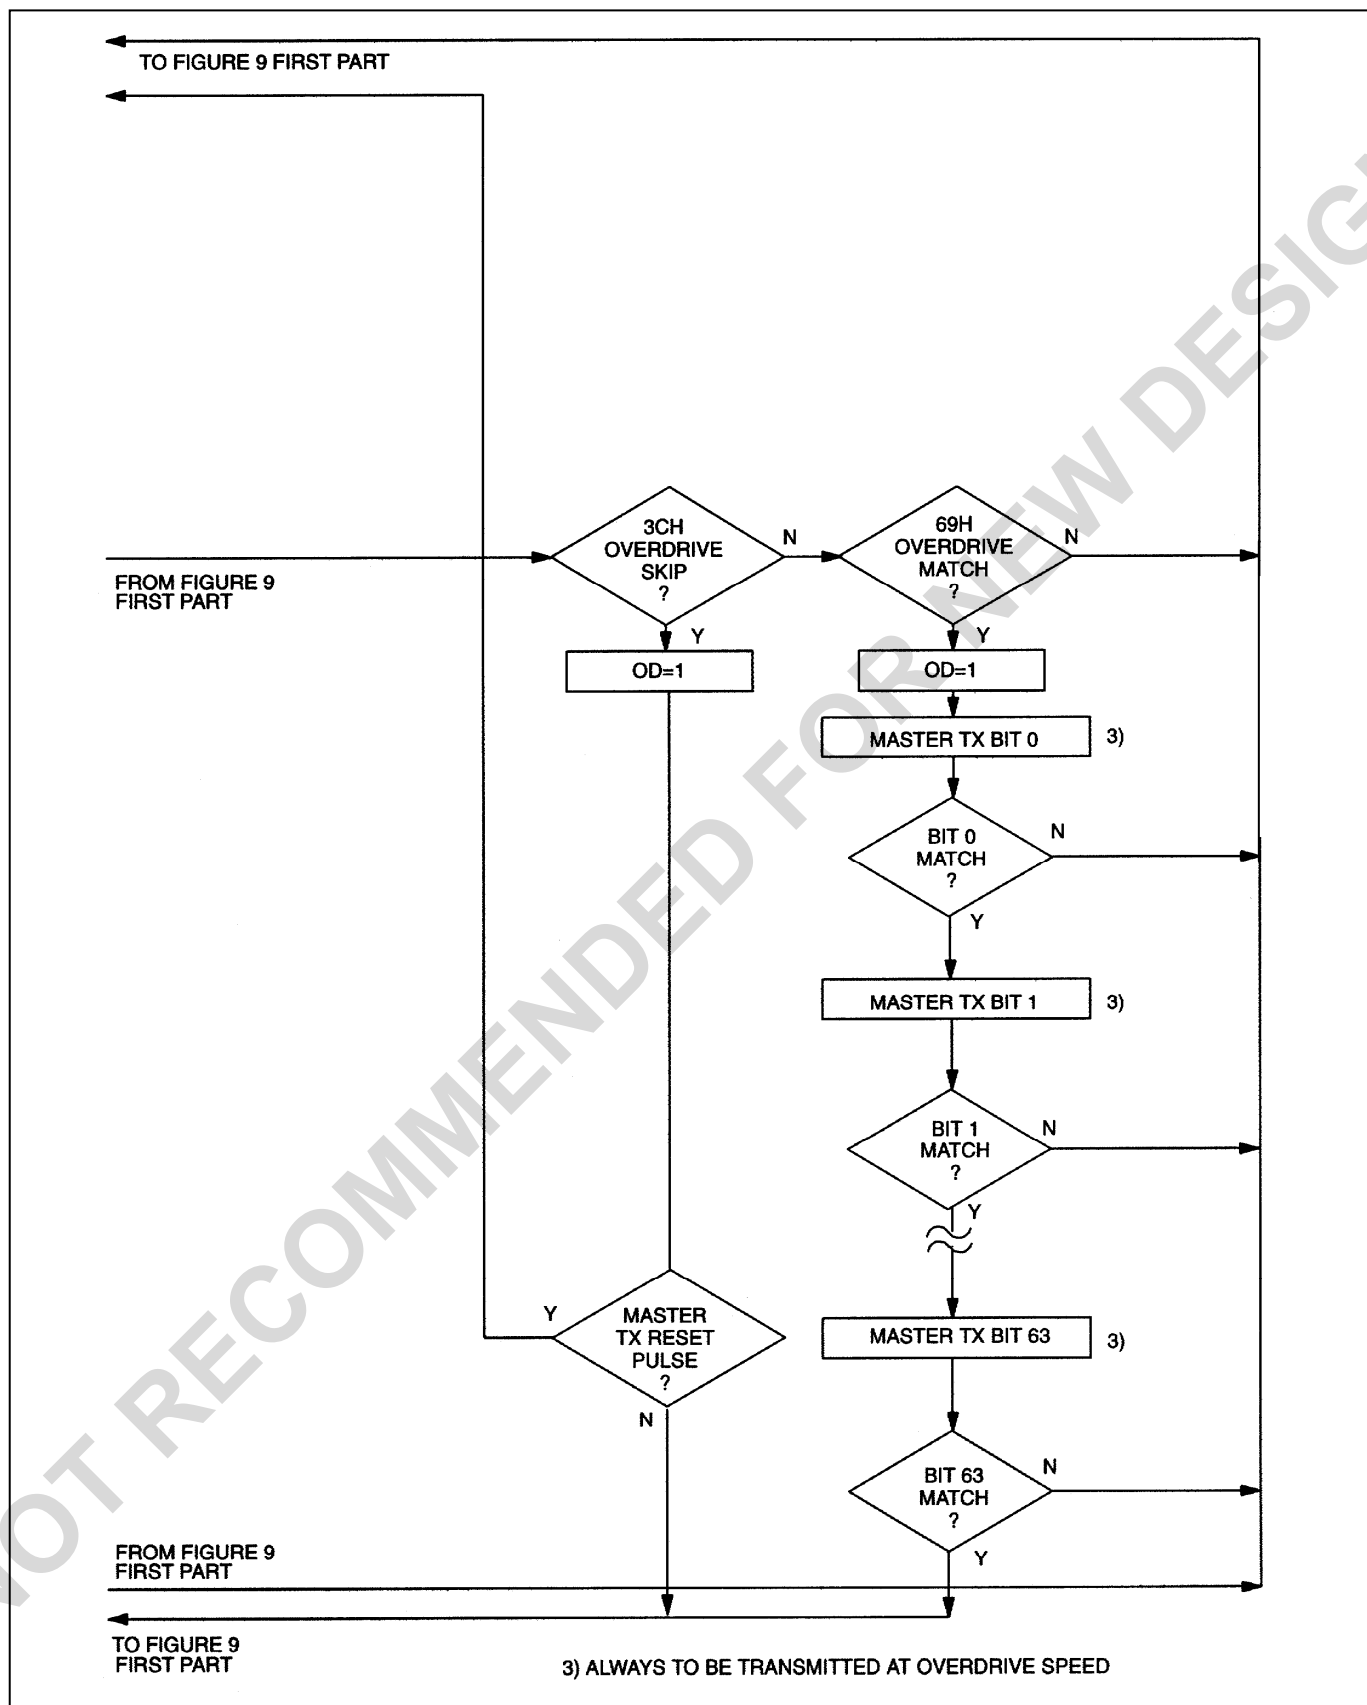 TO FIGURE 9 FIRST PART
3CH
OVERDRIVE
SKIP
?
N
69H
OVERDRIVE
MATCH
?
N
FROM FIGURE 9
FIRST PART
Y
Y
OD=1
OD=1
MASTER TX BIT 0
3)
BIT 0
MATCH
?
N
Y
MASTER TX BIT 1
3)
BIT 1
MATCH
?
N
Y
Y
MASTER
TX RESET
PULSE
?
N
MASTER TX BIT 63
3)
BIT 63
MATCH
?
N
Y
FROM FIGURE 9
FIRST PART
TO FIGURE 9
FIRST PART
3) ALWAYS TO BE TRANSMITTED AT OVERDRIVE SPEED
NOT RECOMMENDED FOR NEW DESIG